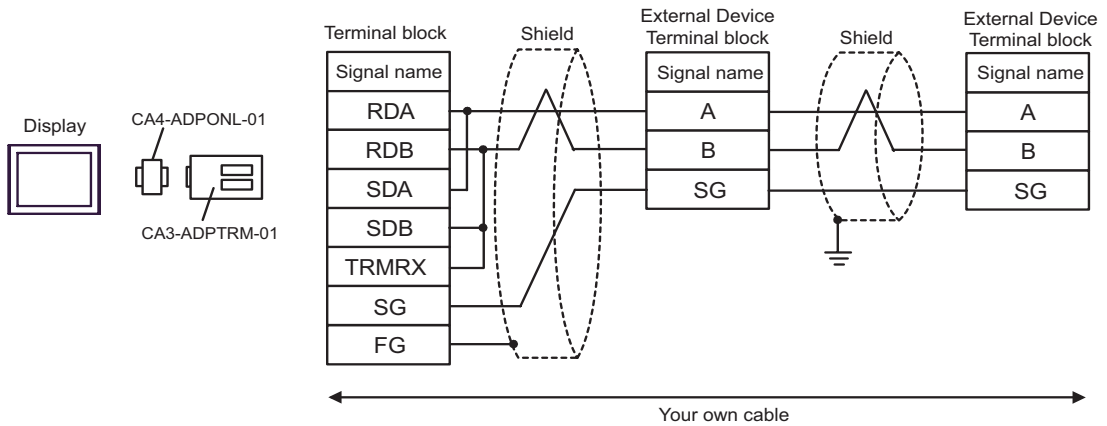 Display
CA4-ADPONL-01
CA3-ADPTRM-01
Terminal block
Signal name
RDA
RDB
SDA
SDB
TRMRX
SG
FG
Shield
External Device
Terminal block
Signal name
A
B
SG
Shield
External Device
Terminal block
Signal name
A
B
SG
Your own cable